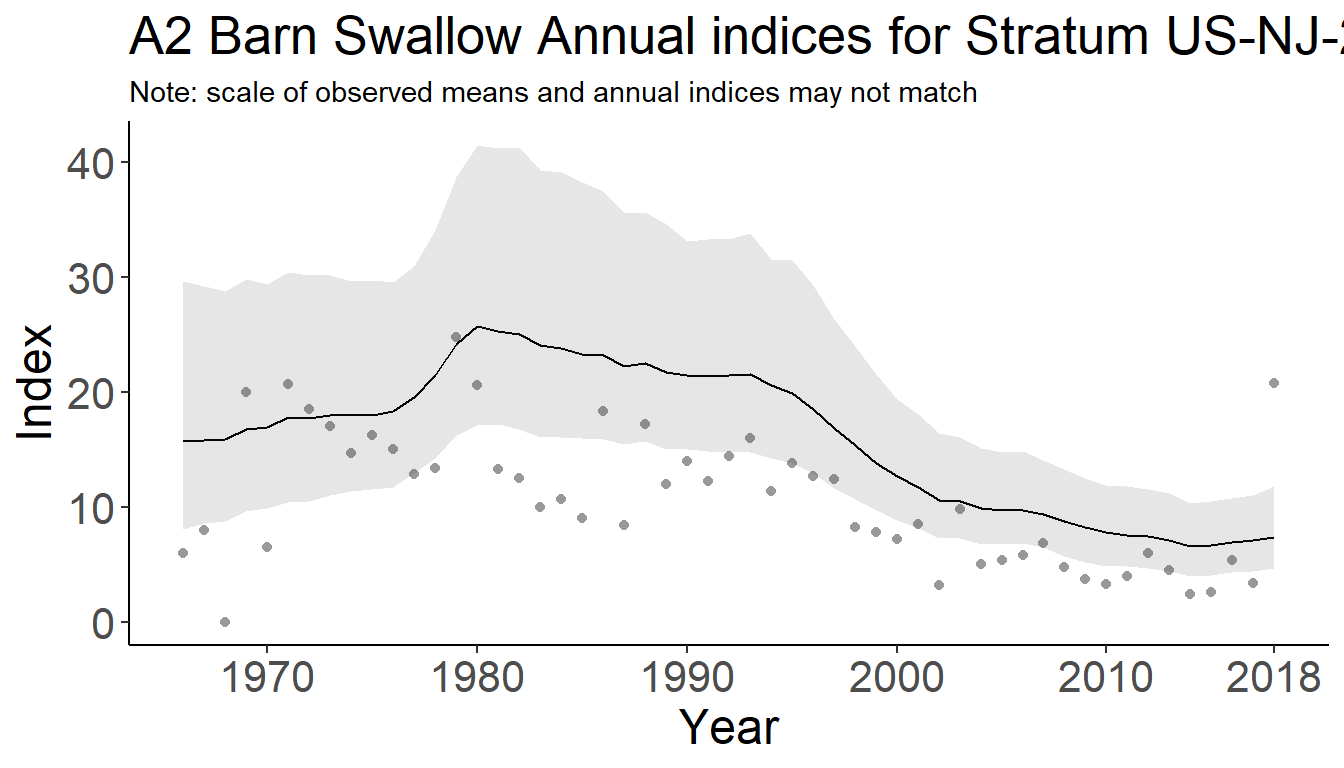 A2 Barn Swallow Annual indices for Stratum US-NJ-
Note: scale of observed means and annual indices may not match
40
30
20
10
0
Index
1970 1980 1990 2000 2010 2018
Year